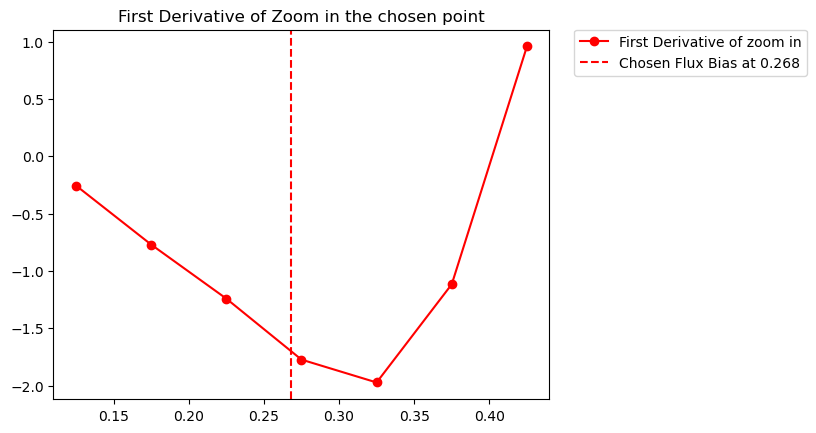 First Derivative of Zoom in the chosen point
First Derivative of zoom in
Chosen Flux Bias at 0.268
1.0
0.5
0.0
−0.5
−1.0
−1.5
−2.0
0.15 0.20 0.25 0.30 0.35 0.40